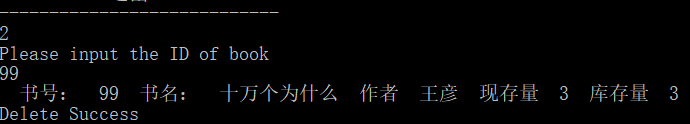 ----------------------------
2
Please input the ID of book
99
书号： 99 书名： 十万个为什么 作者 王彦 现存量 3 库存量 3
Delete Success